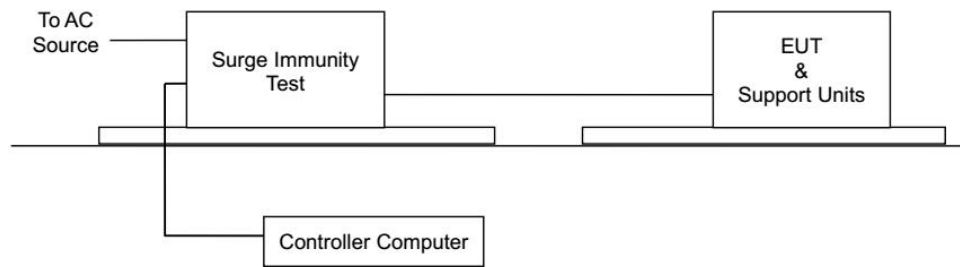 To AC
Source
Surge Immunity
Test
EUT
&
Support Units
Controller Computer